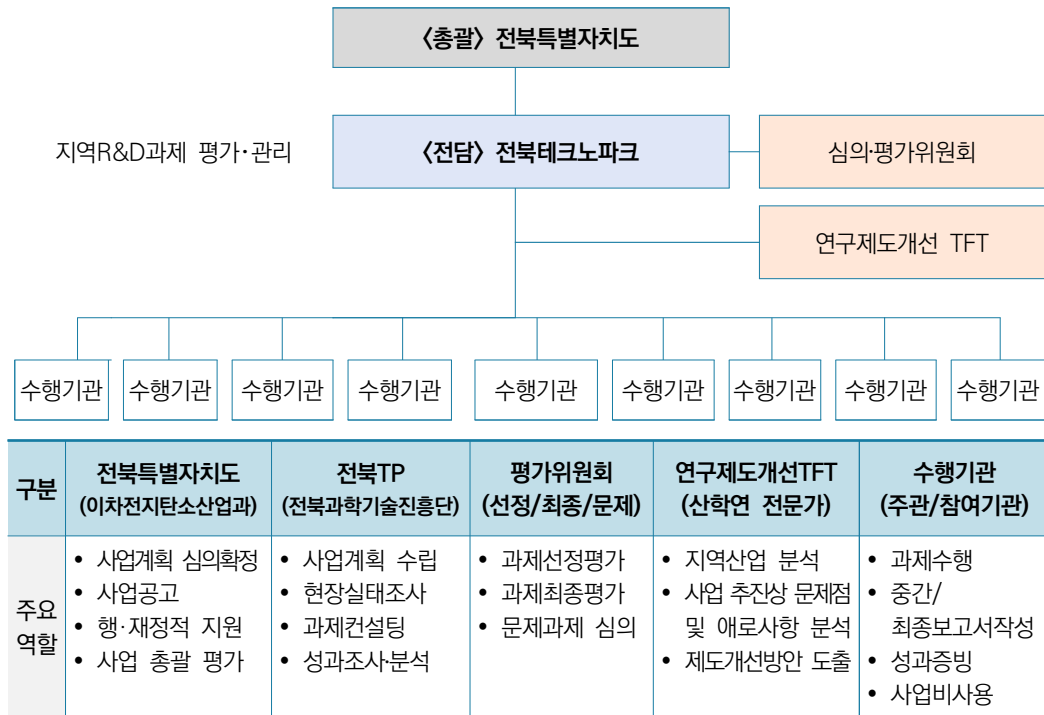 〈총괄〉 전북특별자치도
지역R&D과제 평가·관리
〈전담〉 전북테크노파크
심의·평가위원회
연구제도개선 TFT
수행기관
수행기관
수행기관
수행기관
수행기관
수행기관
수행기관
수행기관
수행기관
구분
전북특별자치도
(이차전지탄소산업과)
전북TP
(전북과학기술진흥단)
평가위원회
(선정/최종/문제)
연구제도개선TFT
(산학연 전문가)
수행기관
(주관/참여기관)
주요
역할
• 사업계획 심의확정
• 사업공고
• 행·재정적 지원
• 사업 총괄 평가
• 사업계획 수립
• 현장실태조사
• 과제컨설팅
• 성과조사·분석
• 과제선정평가
• 과제최종평가
• 문제과제 심의
• 지역산업 분석
• 사업 추진상 문제점
및 애로사항 분석
• 제도개선방안 도출
• 과제수행
• 중간/
최종보고서작성
• 성과증빙
• 사업비사용